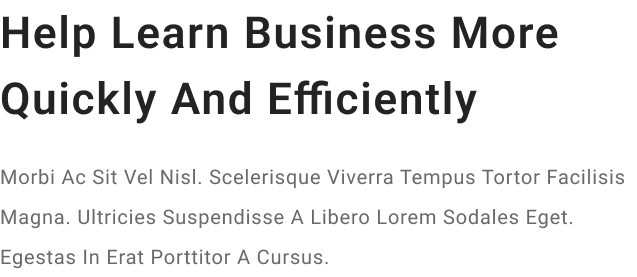 Help Learn Business More
Quickly And Efficiently
Morbi Ac Sit Vel Nisl. Scelerisque Viverra Tempus Tortor Facilisis
Magna. Ultricies Suspendisse A Libero Lorem Sodales Eget.
Egestas In Erat Porttitor A Cursus.